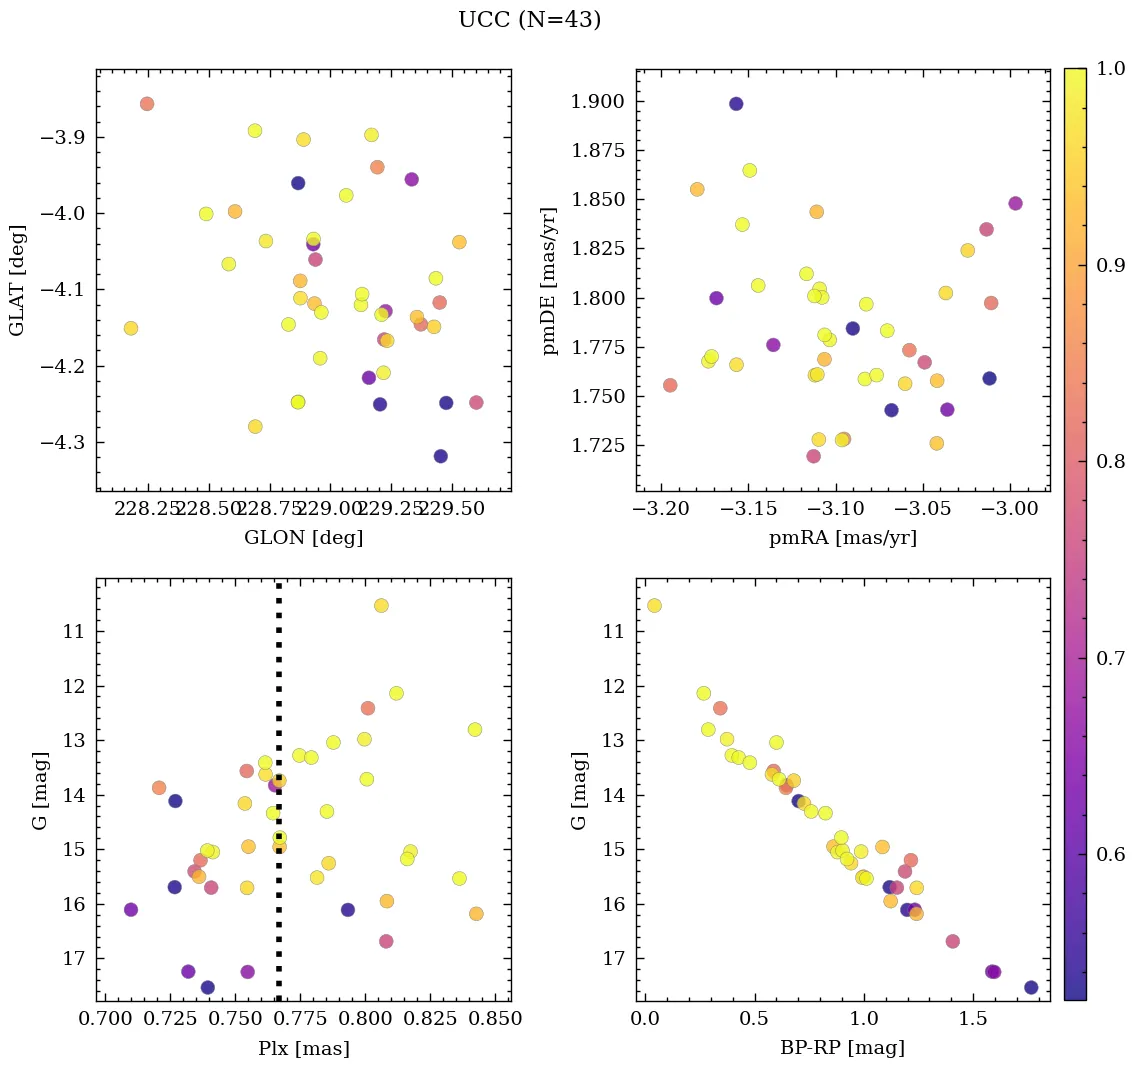 UCC (N=43)
−3.9
−4.0
−4.1
−4.2
−4.3
GLAT [deg]
228.25 228.50 228.75 229.00 229.25 229.50
GLON [deg]
1.900
1.875
1.850
1.825
1.800
1.775
1.750
1.725
pmDE [mas/yr]
−3.20 −3.15 −3.10 −3.05 −3.00
pmRA [mas/yr]
1.0
0.9
0.8
0.7
0.6
11
12
13
14
15
16
17
G [mag]
0.700 0.725 0.750 0.775 0.800 0.825 0.850
Plx [mas]
11
12
13
14
15
16
17
G [mag]
0.0 0.5 1.0 1.5
BP-RP [mag]